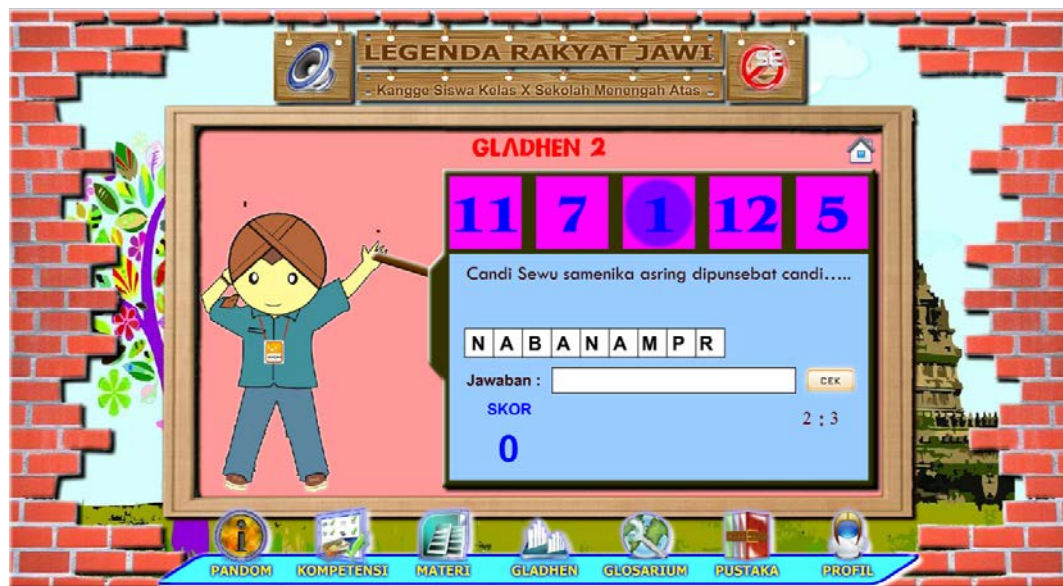 LEGENDA RAKYAT JAWI
Kangge Siswa Kelas X Sekolah Menengah Atas
GLADHEN 2
11 7 1 12 5
Candi Sewu samenika asring dipunsebat candi.....
N A B A N A M P R
Jawaban : CEK
SKOR
2 : 3
0
PANDOM KOMPETENSI MATERI GLADHEN GLOSARIUM PUSTAKA PROFIL